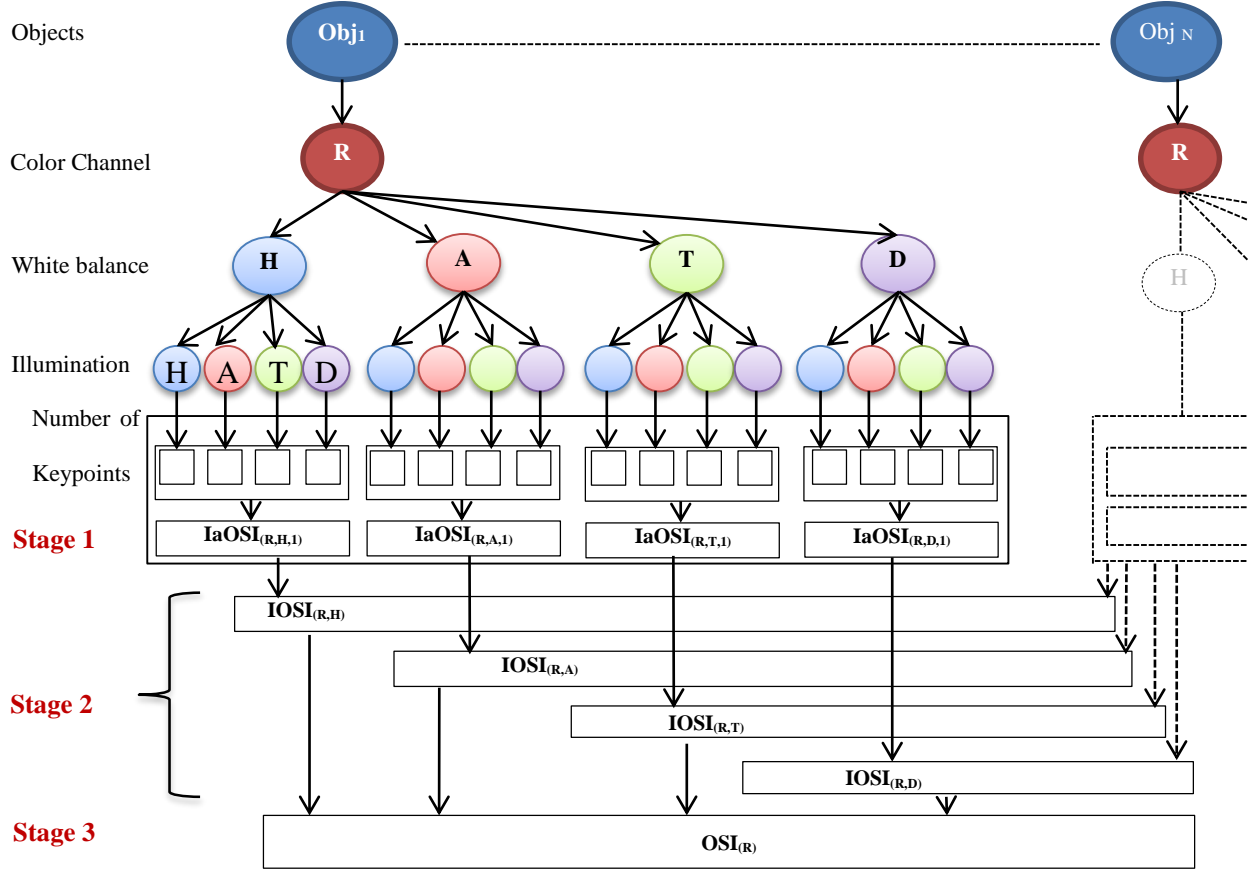 Objects
Obj1
Obj N
Color Channel
R
R
White balance
H
A
T
D
H
Illumination
H
A
T
D
Number of
Keypoints
Stage 1
IaOSI(R,H,1)
IaOSI(R,A,1)
IaOSI(R,T,1)
IaOSI(R,D,1)
IOSI(R,H)
IOSI(R,A)
Stage 2
IOSI(R,T)
IOSI(R,D)
Stage 3
OSI(R)